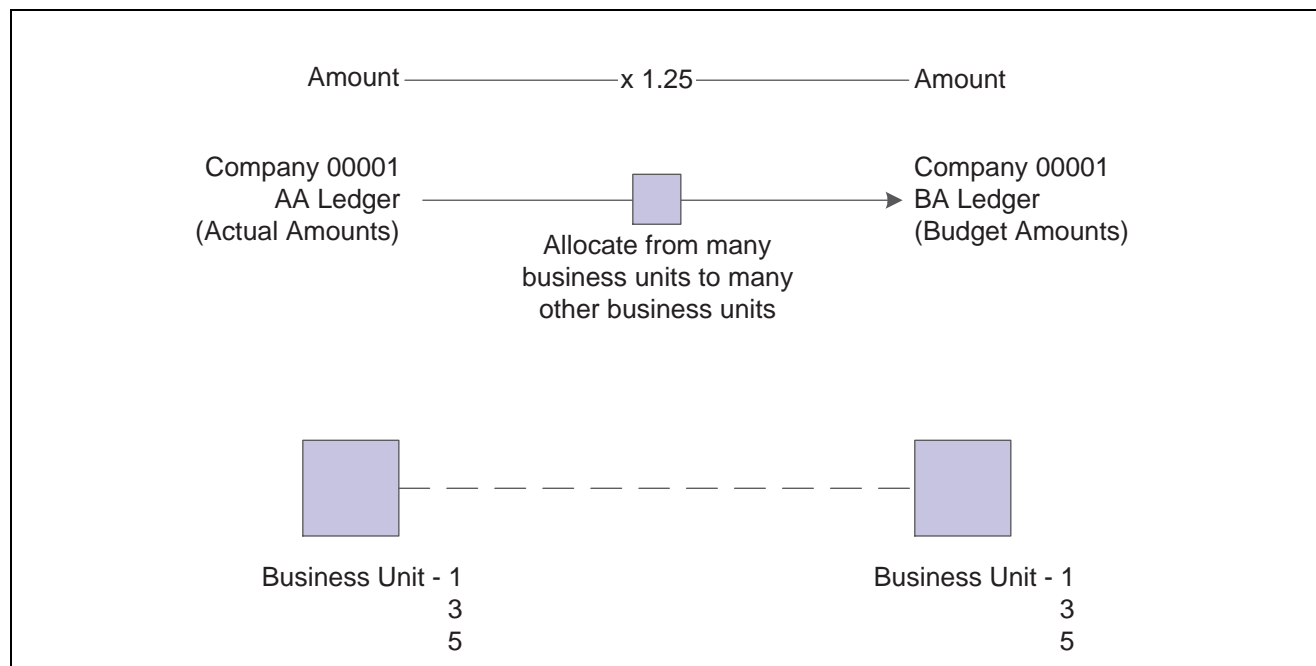 Amount x 1.25 Amount
Company 00001
AA Ledger
(Actual Amounts)
Company 00001
BA Ledger
(Budget Amounts)
Allocate from many
business units to many
other business units
Business Unit - 1
3
5
Business Unit - 1
3
5